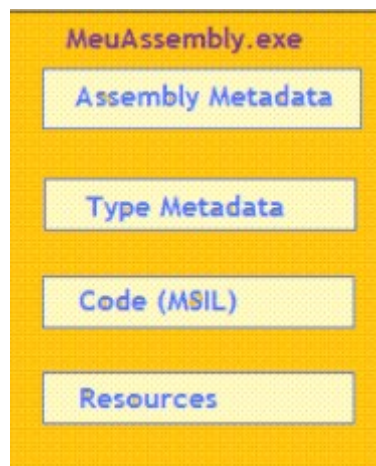 MeuAssembly.exe
Assembly Metadata
Type Metadata
Code (MSIL)
Resources